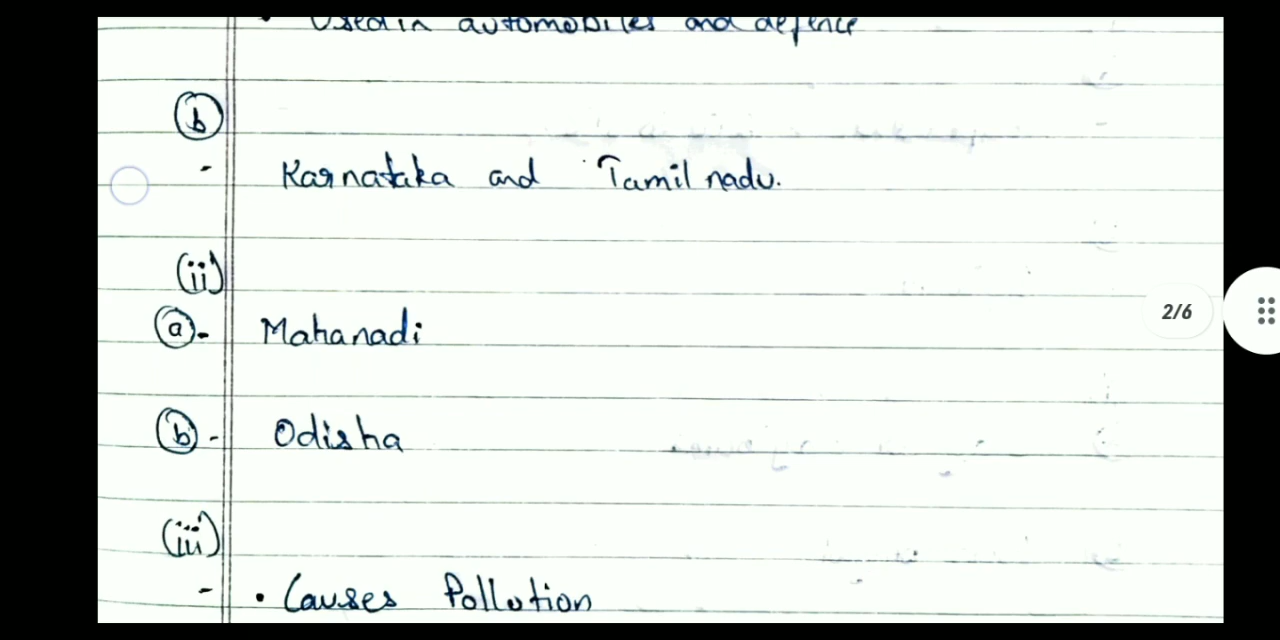 • Used in automobiles and defence
(b)
- Karnataka and Tamil nadu.
(ii)
(a)- Mahanadi
(b)- Odisha
(iii)
- • Causes Pollution
2/6